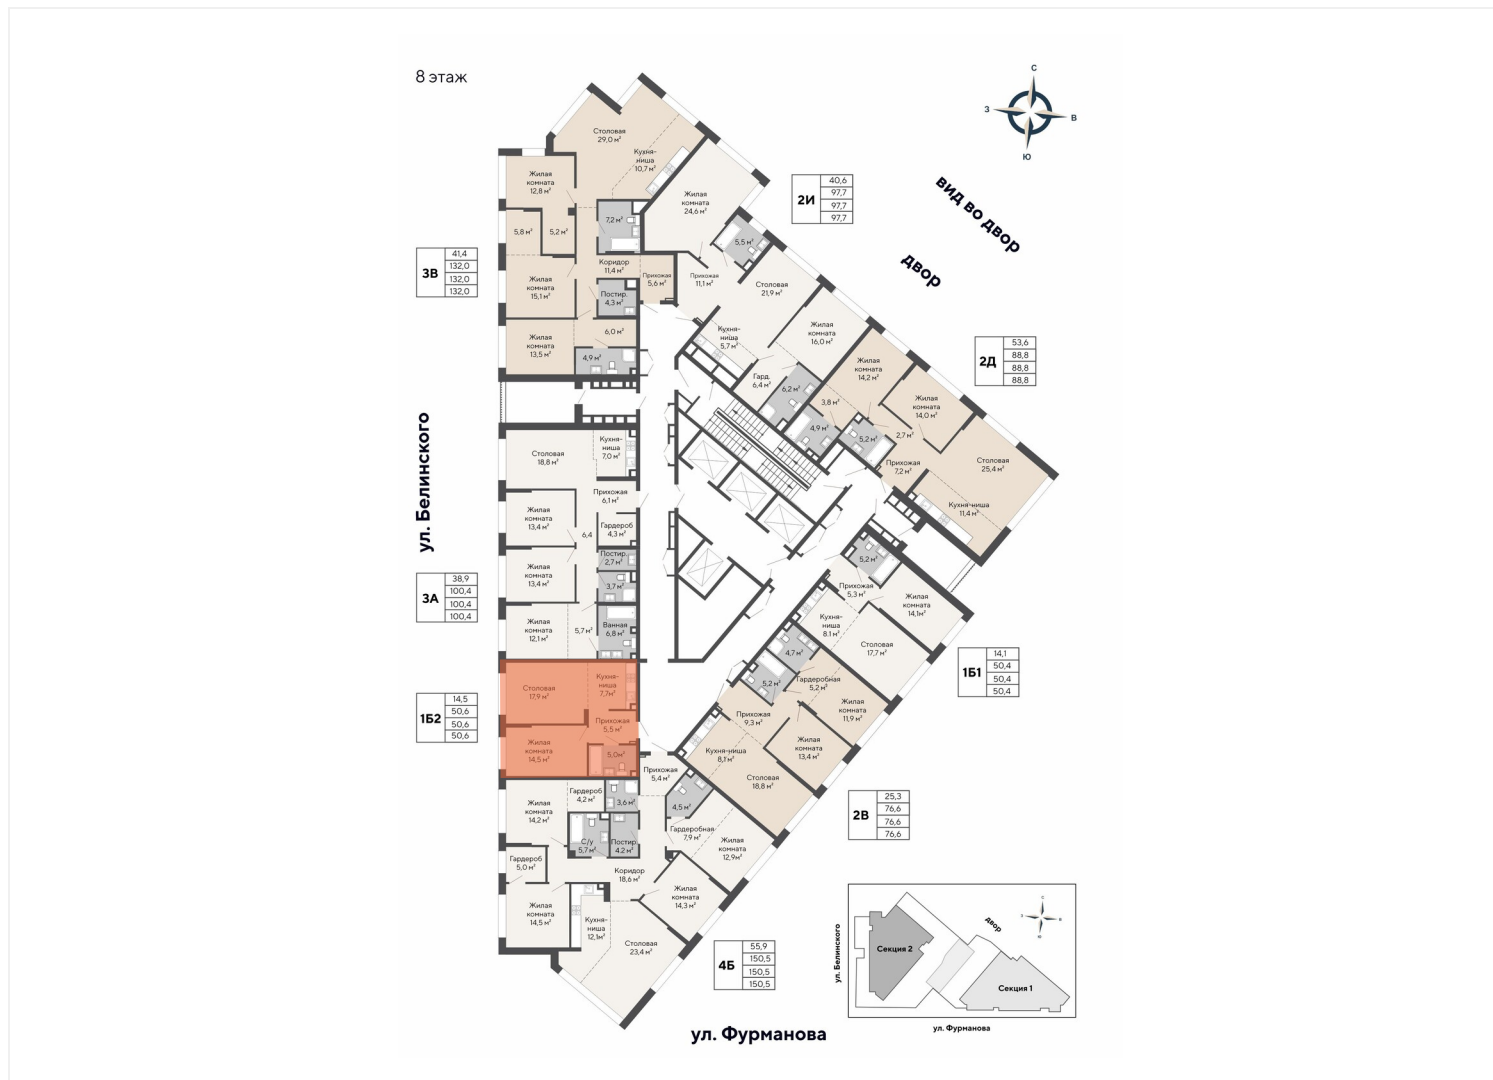 8 этаж
С
З
В
Ю
вид во двор
двор
ул. Белинского
ул. Фурманова
3В
41,4
132,0
132,0
132,0
2И
40,6
97,7
97,7
97,7
2Д
53,6
88,8
88,8
88,8
3А
38,9
100,4
100,4
100,4
1Б2
14,5
50,6
50,6
50,6
1Б1
14,1
50,4
50,4
50,4
2В
25,3
76,6
76,6
76,6
4Б
55,9
150,5
150,5
150,5
Столовая
29,0 м²
Кухня-
ниша
10,7 м²
Жилая
комната
12,8 м²
7,2 м²
5,8 м²
5,2 м²
Коридор
11,4 м²
Прихожая
5,6 м²
Жилая
комната
15,1 м²
Постир.
4,3 м²
Жилая
комната
13,5 м²
6,0 м²
4,9 м²
Жилая
комната
24,6 м²
5,5 м²
Прихожая
11,1 м²
Столовая
21,9 м²
Кухня-
ниша
5,7 м²
Жилая
комната
16,0 м²
Гард.
6,4 м²
6,2 м²
Жилая
комната
14,2 м²
3,8 м²
4,9 м²
Жилая
комната
14,0 м²
5,2 м²
2,7 м²
Прихожая
7,2 м²
Столовая
25,4 м²
Кухня-ниша
11,4 м²
Столовая
18,8 м²
Кухня-
ниша
7,0 м²
Прихожая
6,1 м²
Жилая
комната
13,4 м²
6,4
Гардероб
4,3 м²
Жилая
комната
13,4 м²
Постир.
2,7 м²
3,7 м²
Жилая
комната
12,1 м²
5,7 м²
Ванная
6,8 м²
Столовая
17,9 м²
Кухня-
ниша
7,7м²
Прихожая
5,5 м²
Жилая
комната
14,5 м²
5,0м²
5,2 м²
Прихожая
5,3 м²
Жилая
комната
14,1м²
Кухня-
ниша
8.1 м²
Столовая
17,7 м²
4,7 м²
5,2 м²
Гардеробная
5,2 м²
Жилая
комната
11,9 м²
Прихожая
9,3 м²
Жилая
комната
13,4 м²
Кухня-ниша
8,1 м²
Столовая
18,8 м²
Прихожая
5,4 м²
Гардероб
4,2 м²
3,6 м²
4,5 м²
Жилая
комната
14,2 м²
С/у
5,7 м²
Постир.
4.2 м²
Гардеробная
7,9 м²
Жилая
комната
12,9м²
Гардероб
5,0 м²
Коридор
18,6 м²
Жилая
комната
14,3 м²
Жилая
комната
14,5 м²
Кухня-
ниша
12,1м²
Столовая
23,4 м²
ул. Белинского
двор
С
З
В
Ю
Секция 2
Секция 1
ул. Фурманова